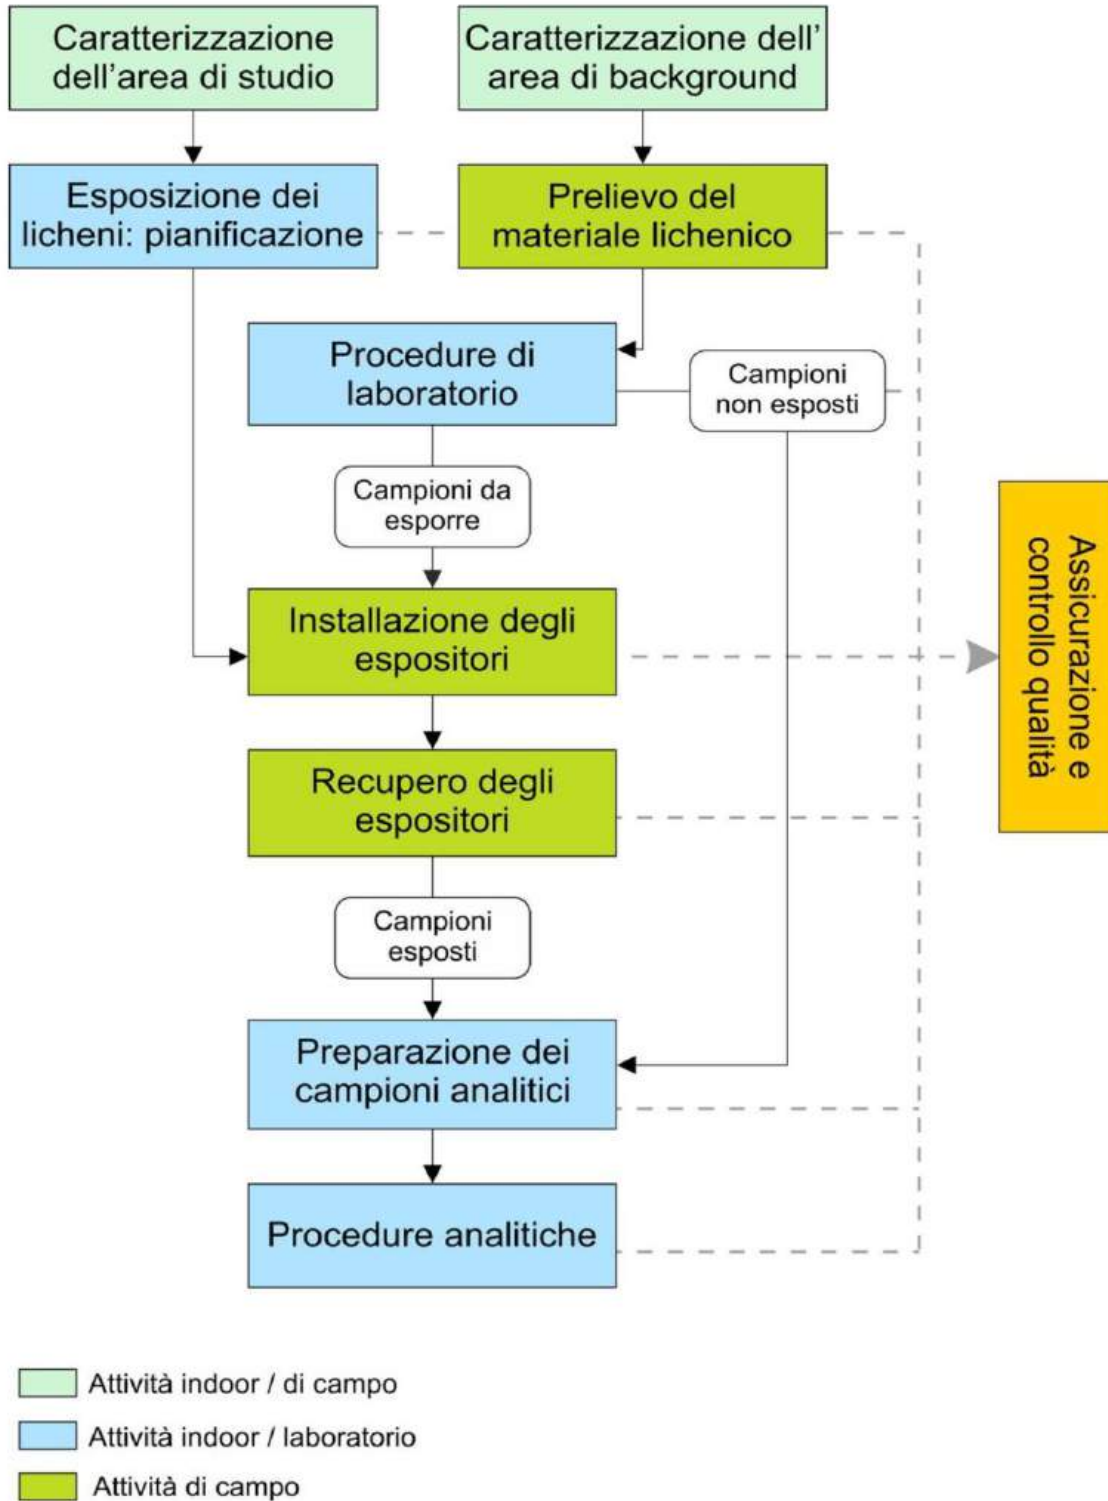 Caratterizzazione
dell'area di studio
Caratterizzazione dell'
area di background
Esposizione dei
licheni: pianificazione
Prelievo del
materiale lichenico
Procedure di
laboratorio
Campioni
non esposti
Campioni da
esporre
Installazione degli
espositori
Assicurazione e
controllo qualità
Recupero degli
espositori
Campioni
esposti
Preparazione dei
campioni analitici
Procedure analitiche
Attività indoor / di campo
Attività indoor / laboratorio
Attività di campo